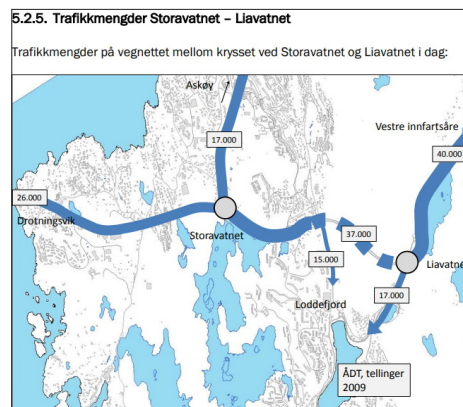 5.2.5. Trafikkmengder Storavatnet – Liavatnet
Trafikkmengder på vegnettet mellom krysset ved Storavatnet og Liavatnet i dag:
Askøy
17.000
Vestre innfartsåre
40.000
26.000
Drotningsvik
Storavatnet
37.000
15.000
Liavatne
17.000
Loddefjord
ÅDT, tellinger
2009